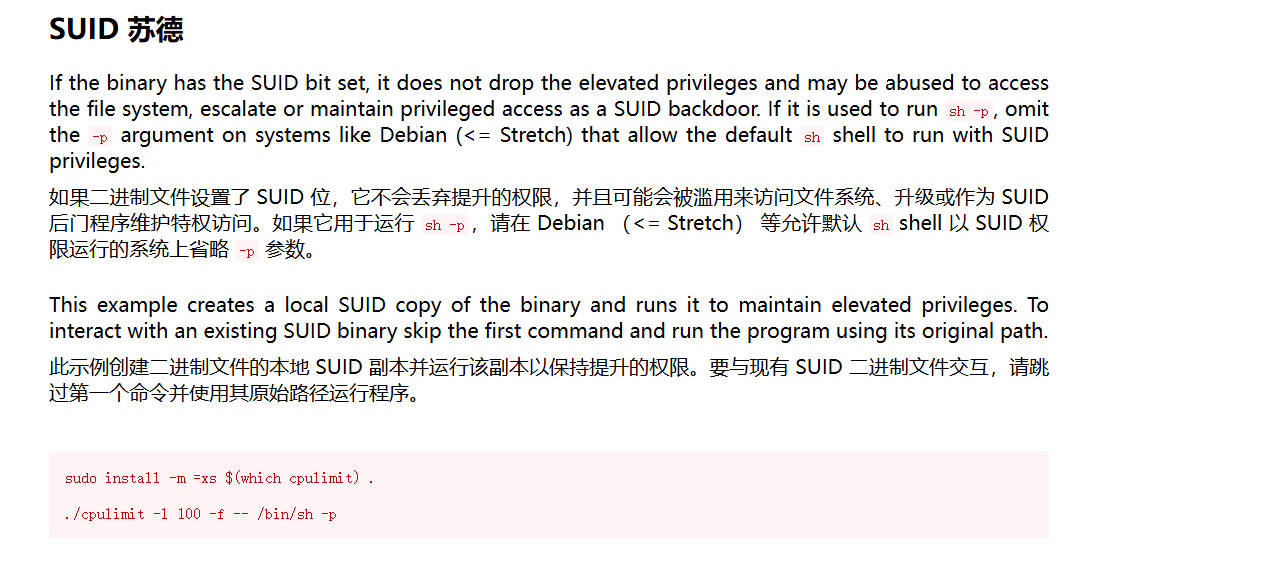 SUID 苏德
If the binary has the SUID bit set, it does not drop the elevated privileges and may be abused to access
the file system, escalate or maintain privileged access as a SUID backdoor. If it is used to run sh -p, omit
the -p argument on systems like Debian (<= Stretch) that allow the default sh shell to run with SUID
privileges.
如果二进制文件设置了 SUID 位，它不会丢弃提升的权限，并且可能会被滥用来访问文件系统、升级或作为 SUID
后门程序维护特权访问。如果它用于运行 sh -p，请在 Debian （<= Stretch） 等允许默认 sh shell 以 SUID 权
限运行的系统上省略 -p 参数。
This example creates a local SUID copy of the binary and runs it to maintain elevated privileges. To
interact with an existing SUID binary skip the first command and run the program using its original path.
此示例创建二进制文件的本地 SUID 副本并运行该副本以保持提升的权限。要与现有 SUID 二进制文件交互，请跳
过第一个命令并使用其原始路径运行程序。
sudo install -m =xs $(which cpulimit) .
./cpulimit -l 100 -f -- /bin/sh -p